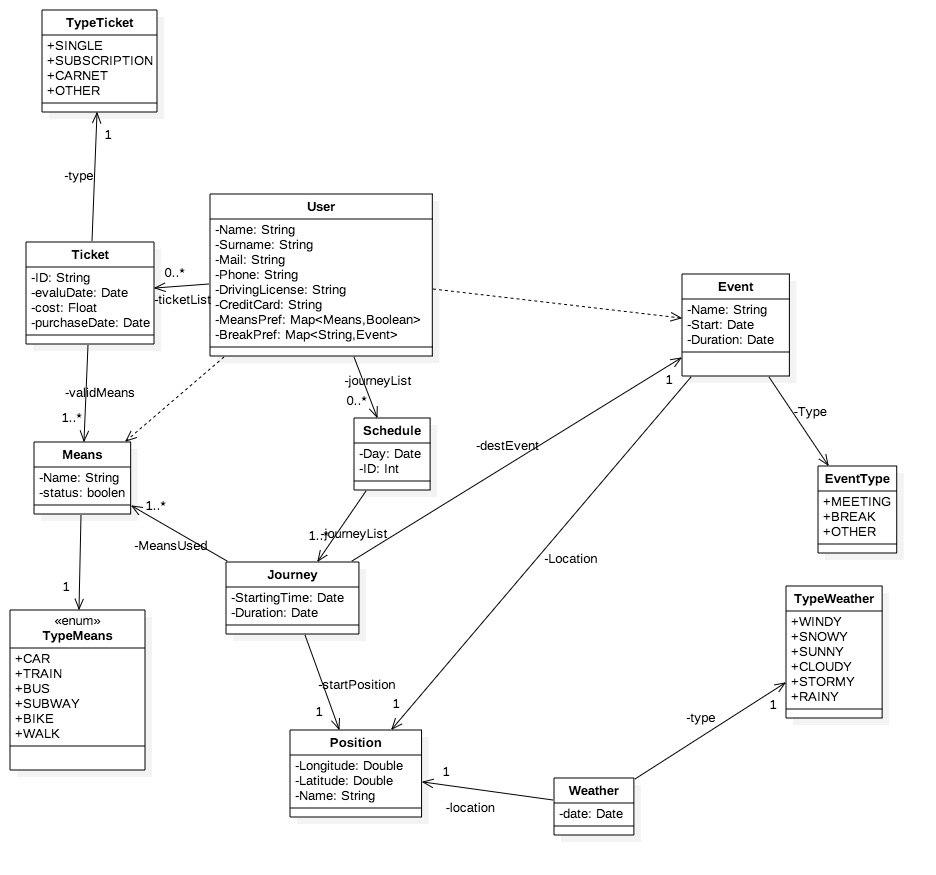 TypeTicket
+SINGLE
+SUBSCRIPTION
+CARNET
+OTHER
1
-type
User
-Name: String
-Surname: String
-Mail: String
-Phone: String
-DrivingLicense: String
-CreditCard: String
-MeansPref: Map<Means,Boolean>
-BreakPref: Map<String,Event>
Ticket
-ID: String
-evaluDate: Date
-cost: Float
-purchaseDate: Date
0..*
-ticketList
Event
-Name: String
-Start: Date
-Duration: Date
-validMeans
1..*
-journeyList
0..*
1
-Type
Means
-Name: String
-status: boolen
Schedule
-Day: Date
-ID: Int
-destEvent
EventType
+MEETING
+BREAK
+OTHER
1..*
-MeansUsed
-journeyList
-Location
1
Journey
-StartingTime: Date
-Duration: Date
«enum»
TypeMeans
+CAR
+TRAIN
+BUS
+SUBWAY
+BIKE
+WALK
TypeWeather
+WINDY
+SNOWY
+SUNNY
+CLOUDY
+STORMY
+RAINY
-startPosition
1
1
1
-type
Position
-Longitude: Double
-Latitude: Double
-Name: String
1
-location
Weather
-date: Date